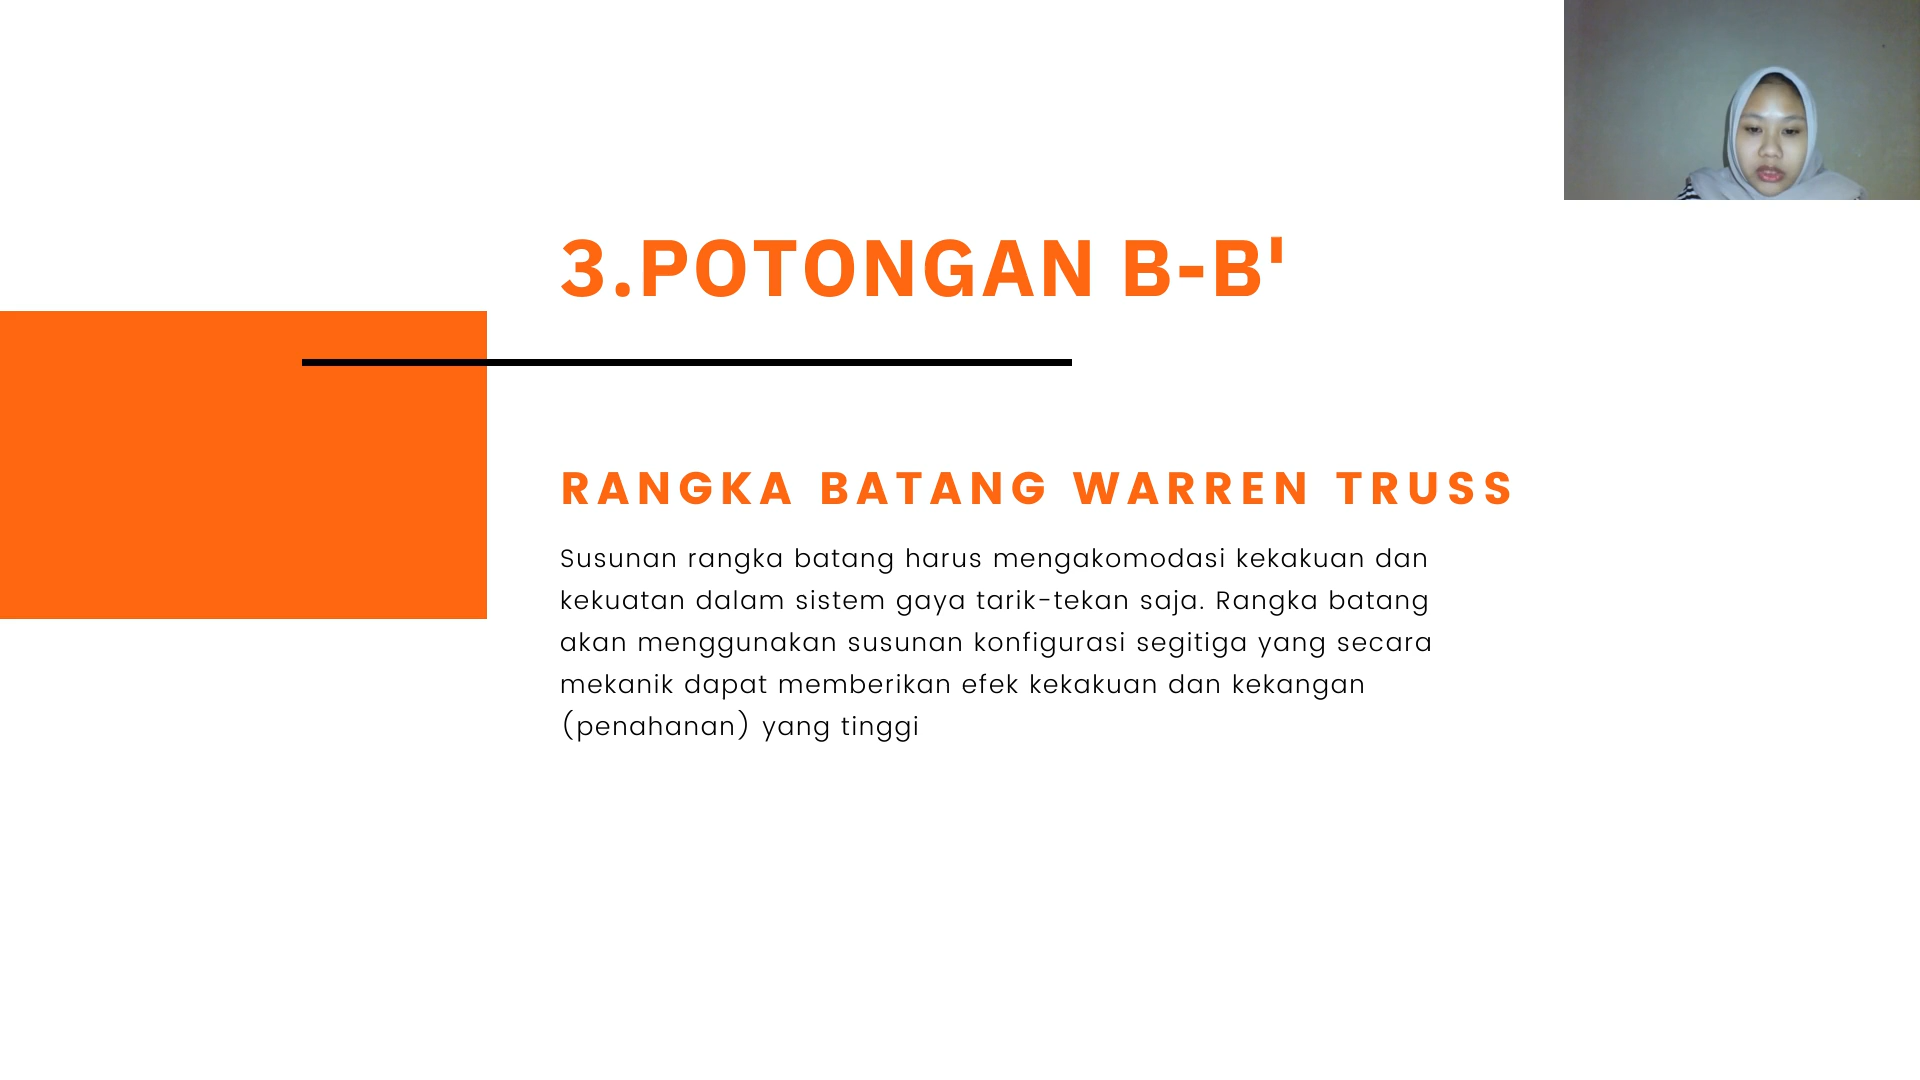 3.POTONGAN B-B'
RANGKA BATANG WARREN TRUSS
Susunan rangka batang harus mengakomodasi kekakuan dan
kekuatan dalam sistem gaya tarik-tekan saja. Rangka batang
akan menggunakan susunan konfigurasi segitiga yang secara
mekanik dapat memberikan efek kekakuan dan kekangan
(penahanan) yang tinggi